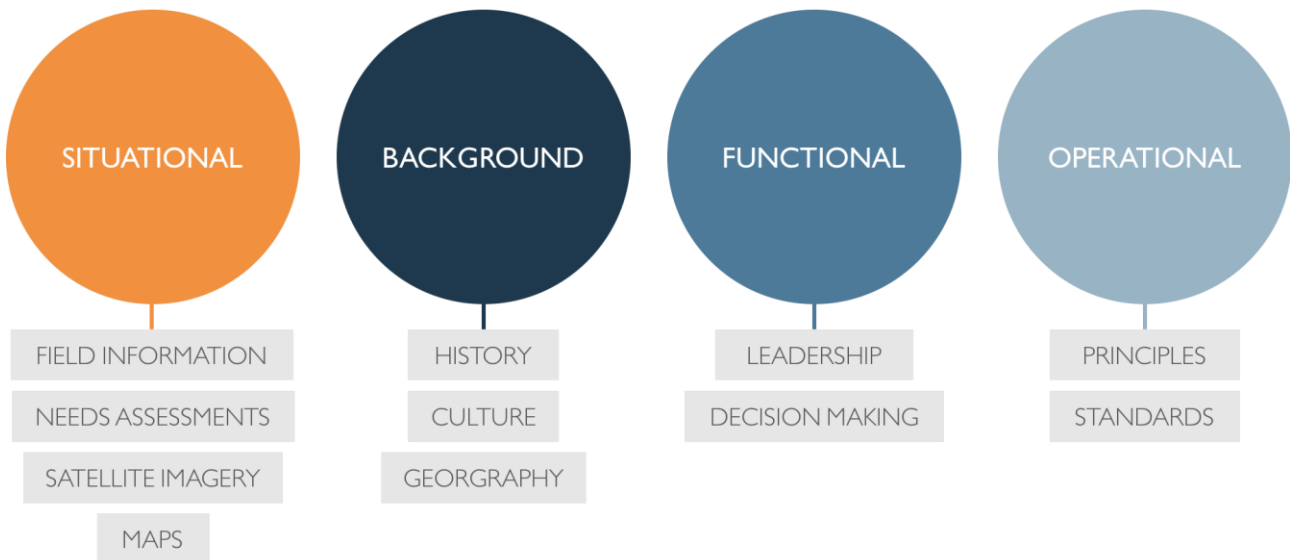 SITUATIONAL
FIELD INFORMATION
NEEDS ASSESSMENTS
SATELLITE IMAGERY
MAPS
BACKGROUND
HISTORY
CULTURE
GEORGRAPHY
FUNCTIONAL
LEADERSHIP
DECISION MAKING
OPERATIONAL
PRINCIPLES
STANDARDS